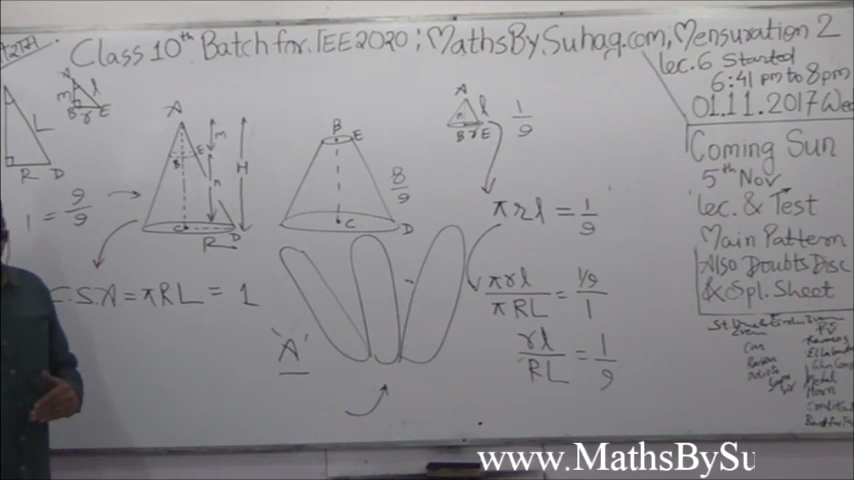 Class 10th Batch for IEE2020; MathsBySuhag.com, Mensuration 2
Lec. 6 Started
6:41 pm to 8pm
01.11.2017 Wed
Coming Sun
5th Nov
Lec. & Test
Main Pattern
Also Doubts Disc
& Spl. Sheet
A
m
l
B r E
L
R D
1 = 9/9
A
B E
m
n
H
C D
R
B E
C D
8/9
A
l
B r E
1/9
πrl = 1/9
πrl/πRL = 1/9/1
rl/RL = 1/9
C.S.A = πRL = 1
'A'
www.MathsBySu